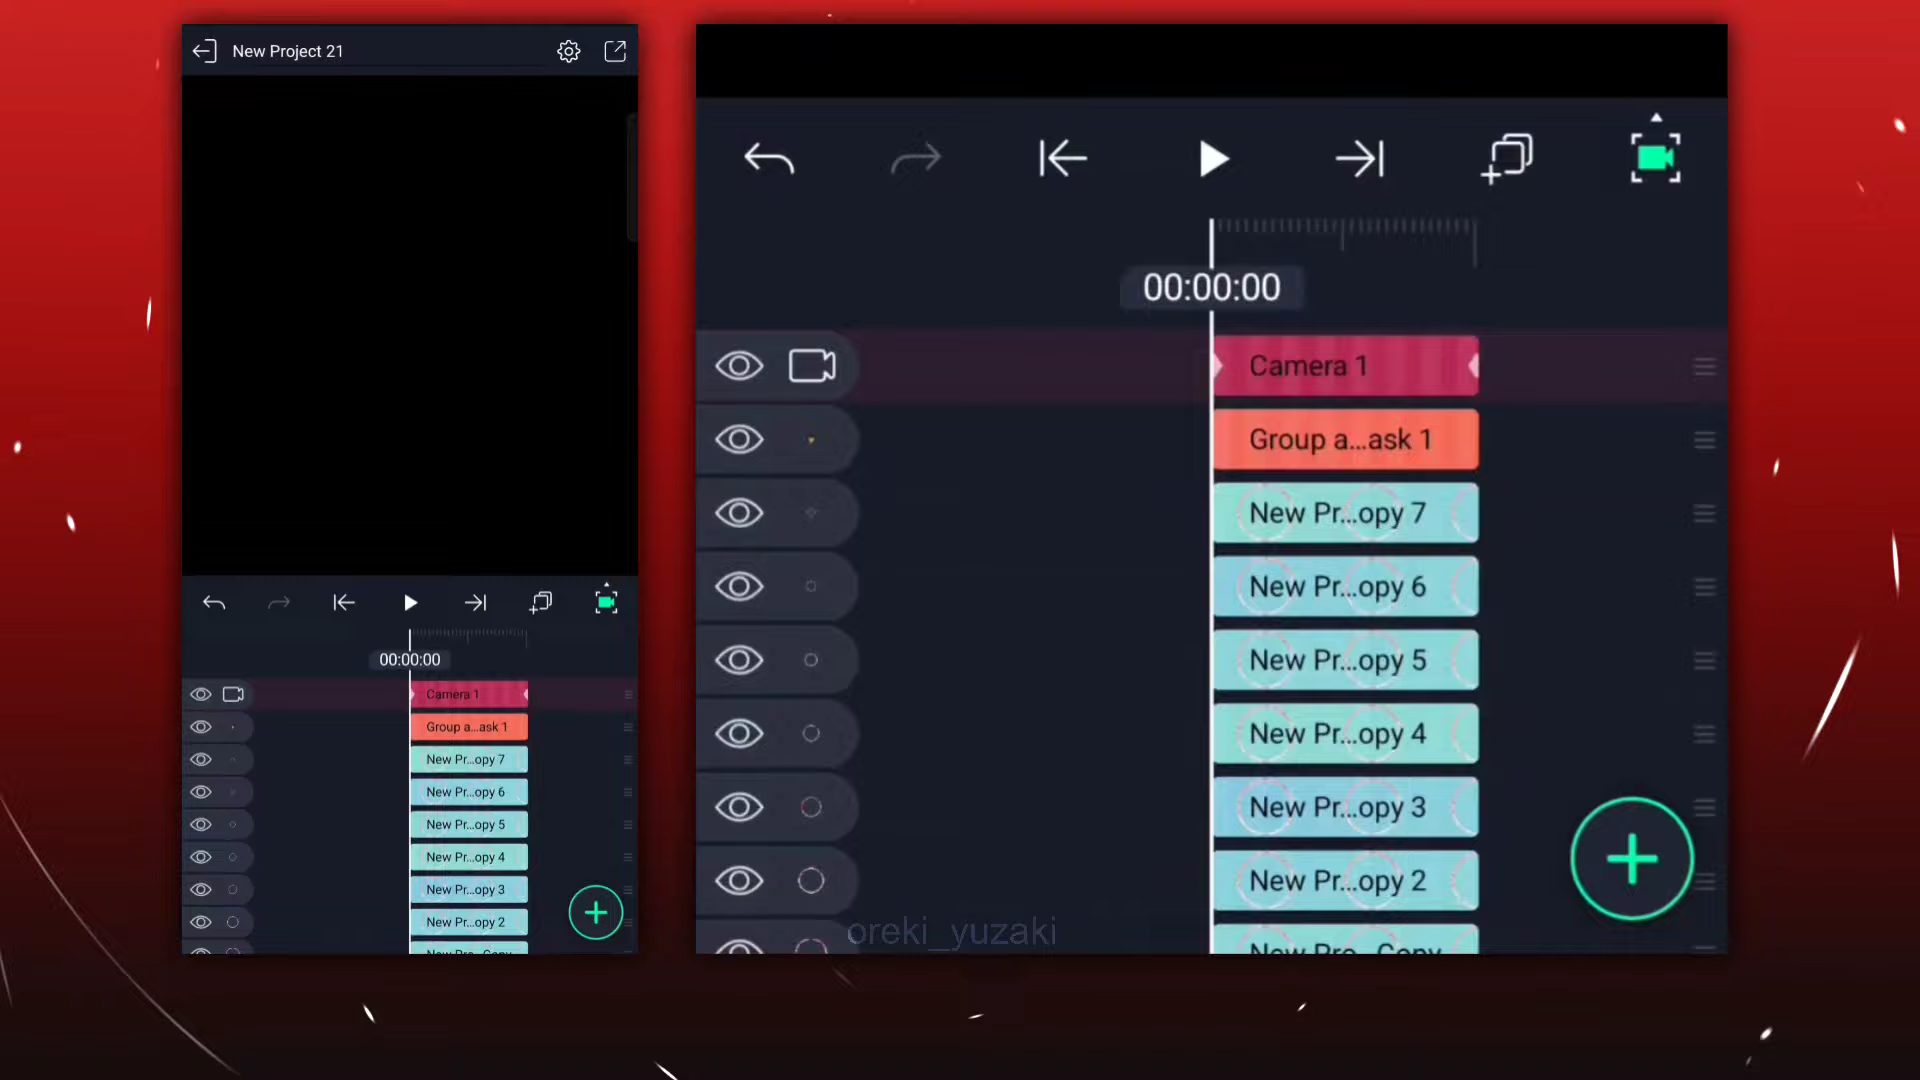 New Project 21
00:00:00
Camera 1
Group a...ask 1
New Pr...opy 7
New Pr...opy 6
New Pr...opy 5
New Pr...opy 4
New Pr...opy 3
New Pr...opy 2
New Pro...Copy
00:00:00
Camera 1
Group a...ask 1
New Pr...opy 7
New Pr...opy 6
New Pr...opy 5
New Pr...opy 4
New Pr...opy 3
New Pr...opy 2
New Pro...Copy
oreki_yuzaki